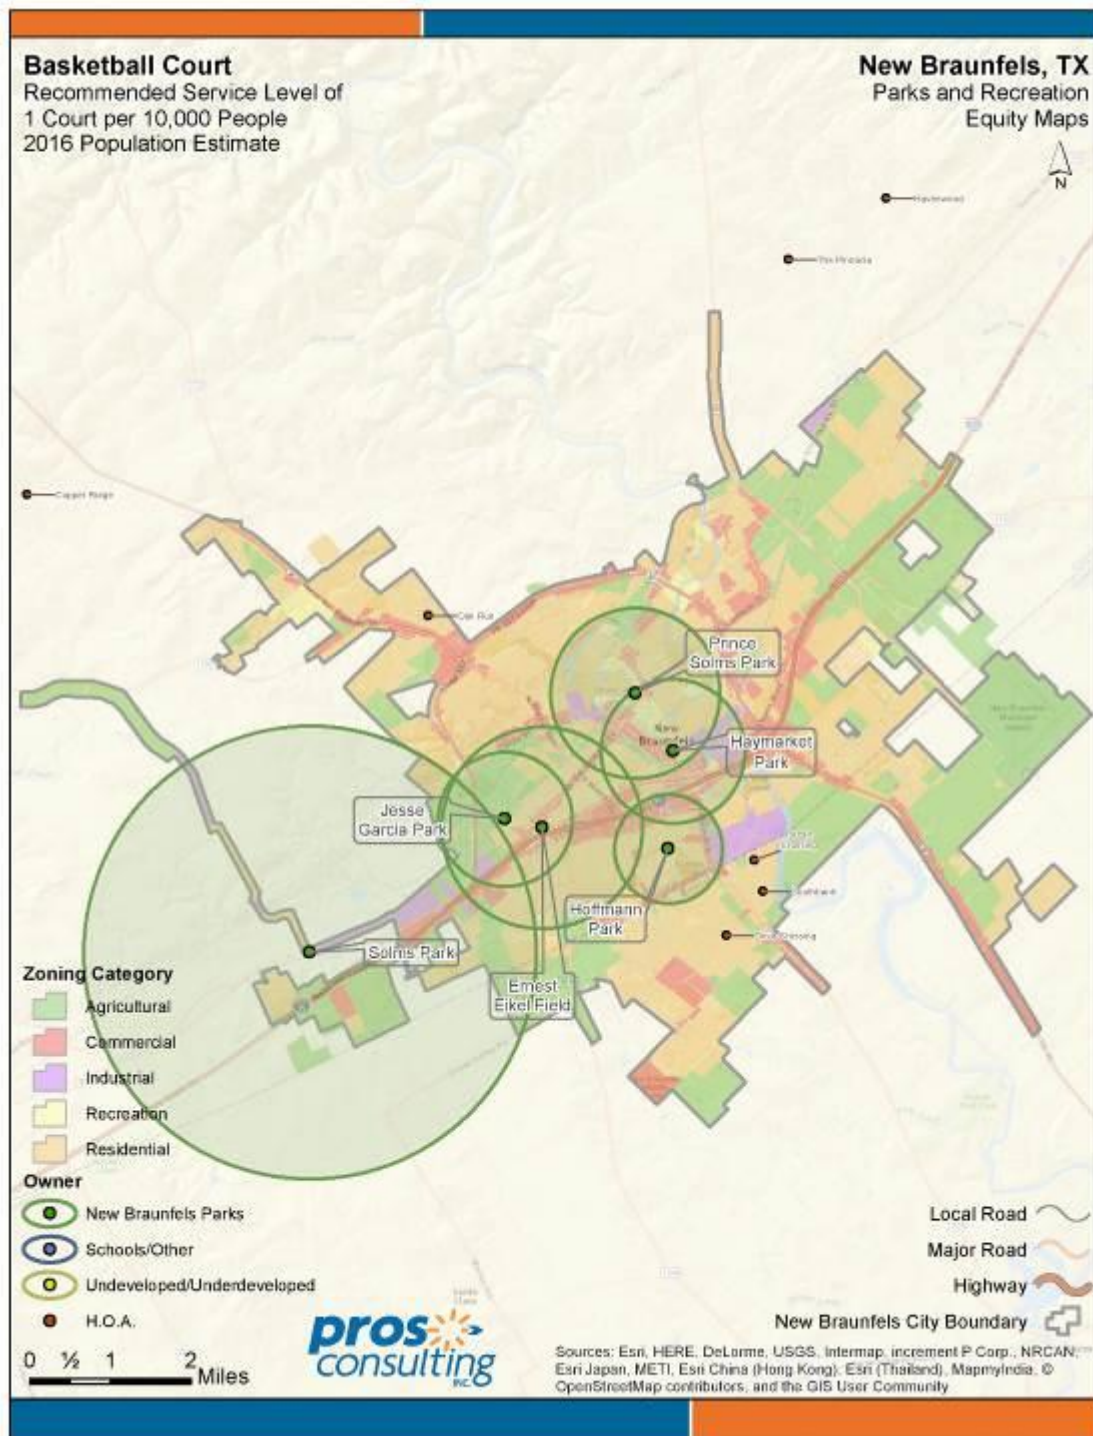 Basketball Court
Recommended Service Level of
1 Court per 10,000 People
2016 Population Estimate
New Braunfels, TX
Parks and Recreation
Equity Maps
N
Copper Ridge
Prince
Solms Park
New
Braunfels
Haymarket
Park
Jesse
Garcia Park
Hoffmann
Park
Solms Park
Ernest
Eikel Field
Zoning Category
Agricultural
Commercial
Industrial
Recreation
Residential
Owner
New Braunfels Parks
Schools/Other
Undeveloped/Underdeveloped
H.O.A.
0 ½ 1 2 Miles
pros
consulting
INC.
Local Road
Major Road
Highway
New Braunfels City Boundary
Sources: Esri, HERE, DeLorme, USGS, Intermap, increment P Corp., NRCAN,
Esri Japan, METI, Esri China (Hong Kong), Esri (Thailand), MapmyIndia, ©
OpenStreetMap contributors, and the GIS User Community